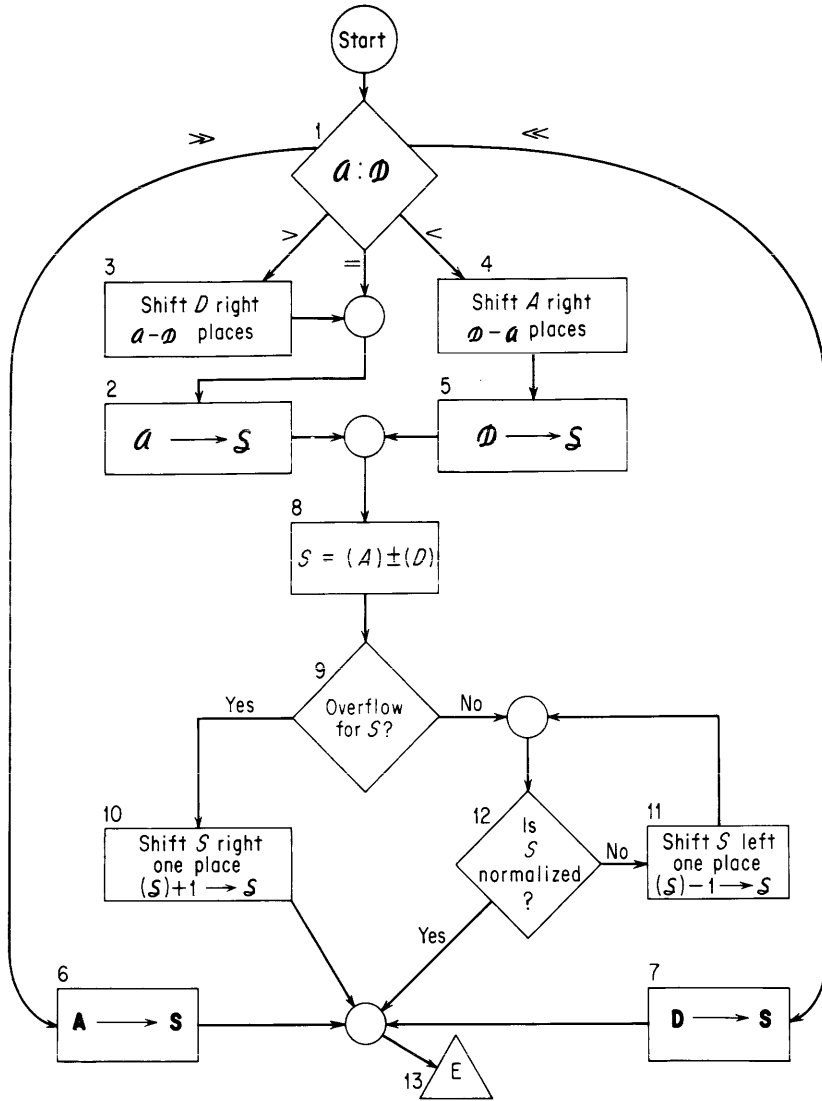 Start
1
≫
≪
𝒜 : 𝒟
>
=
<
3
Shift D right
𝒜 − 𝒟 places
4
Shift A right
𝒟 − 𝒜 places
2
𝒜 ⟶ 𝒮
5
𝒟 ⟶ 𝒮
8
S = (A) ± (D)
9
Overflow
for S?
Yes
No
10
Shift S right
one place
(𝒮)+1 → 𝒮
12
Is
S
normalized
?
No
Yes
11
Shift S left
one place
(𝒮)−1 → 𝒮
6
A ⟶ S
7
D ⟶ S
13
E